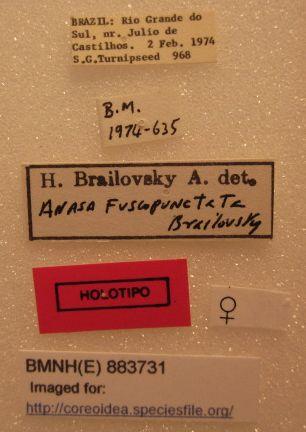 BRAZIL: Rio Grande do
Sul, nr. Julio de
Castilhos. 2 Feb. 1974
S.G.Turnipseed 968
B.M.
1974-635
H. Brailovsky A. det.
ANASA FUSCOPUNCTATA
Brailovsky
HOLOTIPO
♀
BMNH(E) 883731
Imaged for:
http://coreoidea.speciesfile.org/